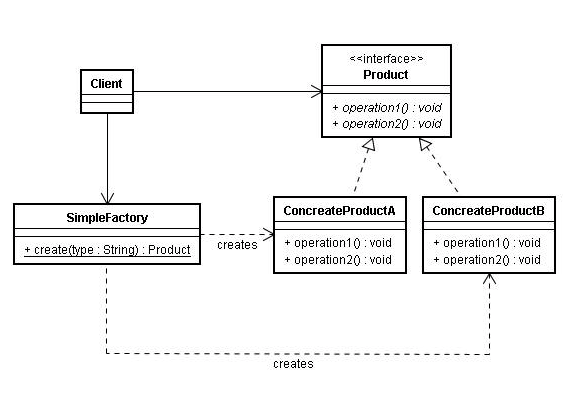 <<interface>>
Product
+ operation1() : void
+ operation2() : void
Client
SimpleFactory
+ create(type : String) : Product
creates
ConcreateProductA
+ operation1() : void
+ operation2() : void
ConcreateProductB
+ operation1() : void
+ operation2() : void
creates